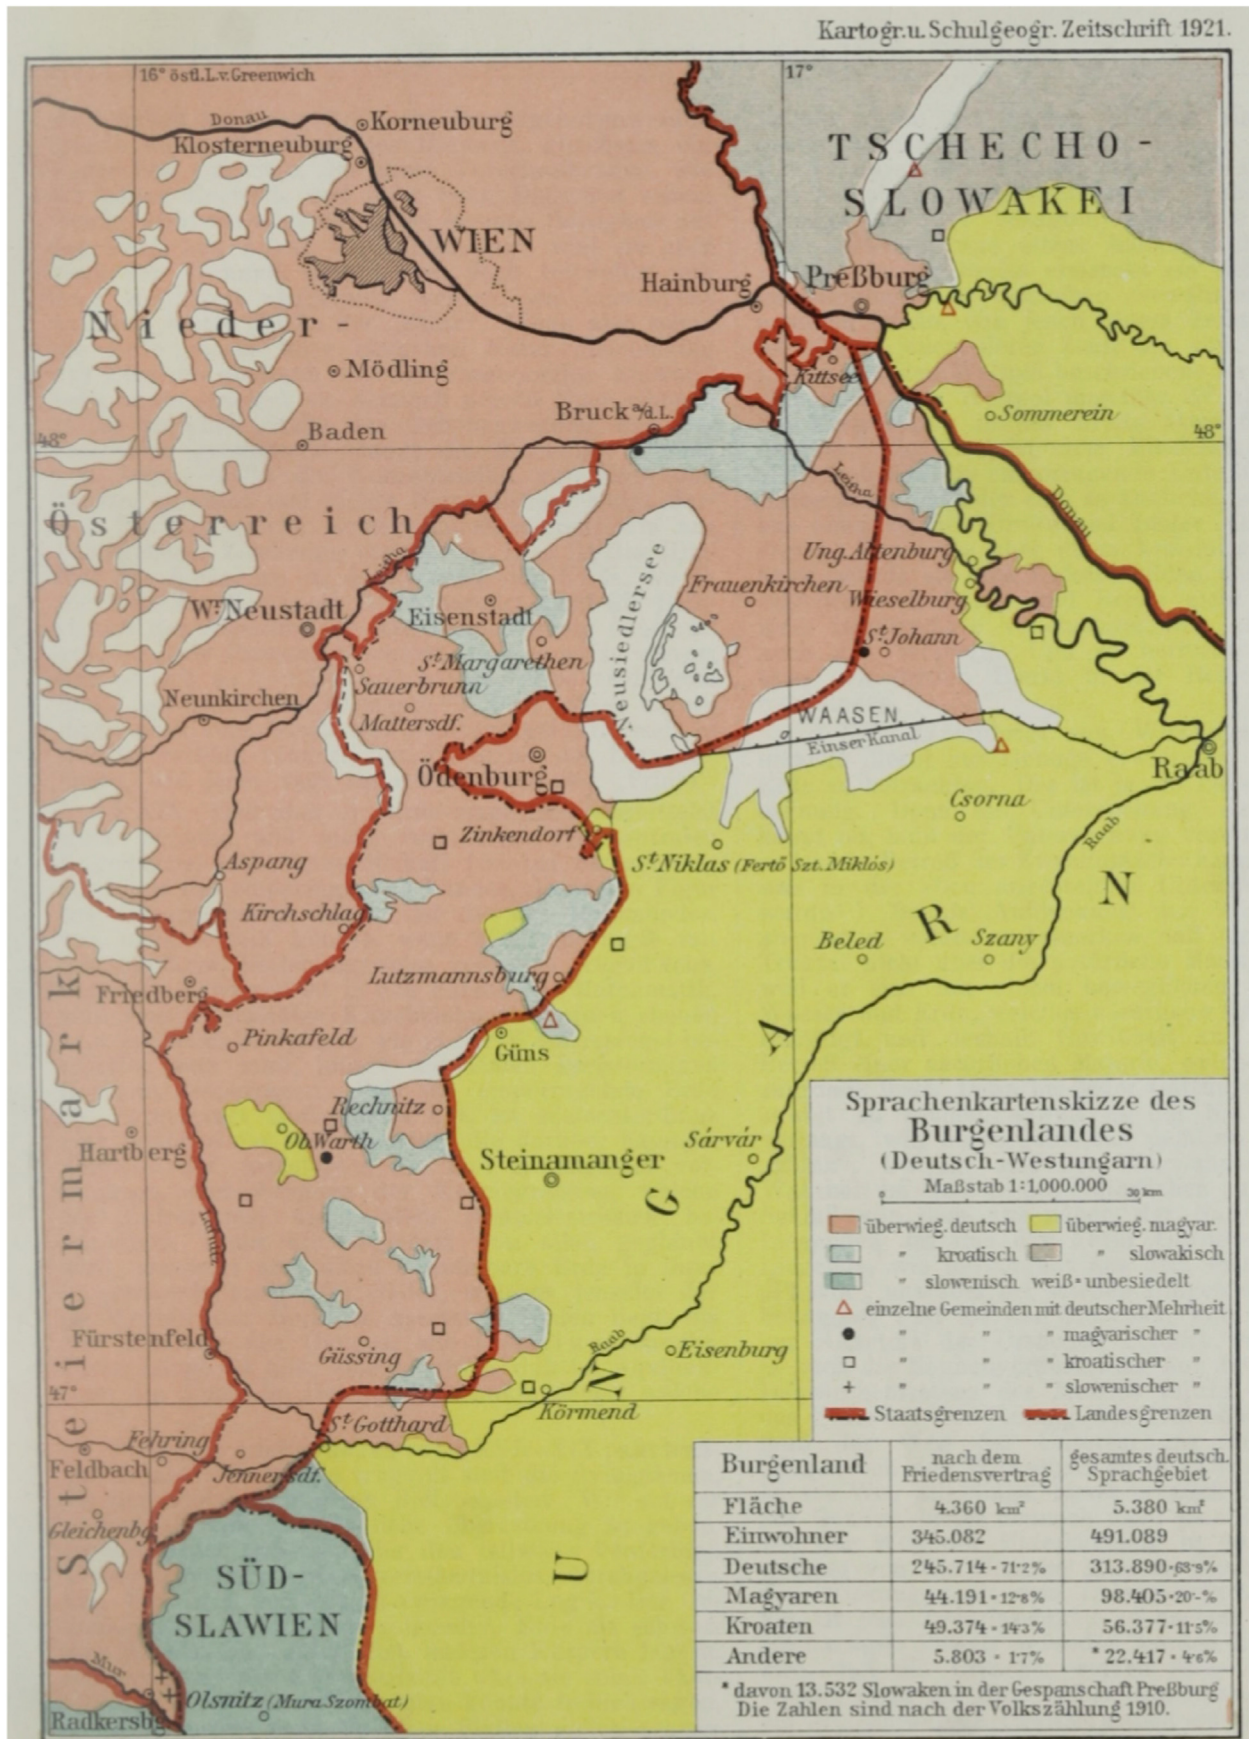 Kartogr. u. Schulgeogr. Zeitschrift 1921.
16° östl. L. v. Greenwich
17°
Donau
Korneuburg
Klosterneuburg
TSCHECHO-
SLOWAKEI
WIEN
Hainburg
Preßburg
Nieder-
Mödling
Kittsee
Bruck a/d. L.
Sommerein
48°
Baden
48°
Leitha
Donau
Österreich
Leitha
Ung. Altenburg
Neusiedlersee
Frauenkirchen
Wieselburg
Wr. Neustadt
Eisenstadt
St. Johann
St. Margarethen
Sauerbrunn
Neunkirchen
Mattersdf.
WAASEN
Einser Kanal
Ödenburg
Raab
Csorna
Zinkendorf
Raab
Aspang
St. Niklas (Fertö Szt. Miklós)
Kirchschlag
Beled
Szany
Lutzmannsburg
Friedberg
Pinkafeld
Güns
Rechnitz
Ob. Warth
Sárvár
Hartberg
Steinamanger
Lafnitz
Steiermark
UNGARN
Fürstenfeld
Güssing
Raab
Eisenburg
47°
Körmend
St. Gotthard
Fehring
Feldbach
Jennersdf.
Gleichenbg.
SÜD-
SLAWIEN
Mur
Olsnitz (Mura Szombat)
Radkersbg.
Sprachenkartenskizze des
Burgenlandes
(Deutsch-Westungarn)
Maßstab 1:1,000.000
0 30 km.
überwieg. deutsch überwieg. magyar.
" kroatisch " slowakisch
" slowenisch weiß = unbesiedelt
einzelne Gemeinden mit deutscher Mehrheit
" " " magyarischer "
" " " kroatischer "
" " " slowenischer "
Staatsgrenzen Landesgrenzen
Burgenland nach dem Friedensvertrag gesamtes deutsch. Sprachgebiet
Fläche 4.360 km² 5.380 km²
Einwohner 345.082 491.089
Deutsche 245.714 = 71·2% 313.890 = 63·9%
Magyaren 44.191 = 12·8% 98.405 = 20·-%
Kroaten 49.374 = 14·3% 56.377 = 11·5%
Andere 5.803 = 1·7% * 22.417 = 4·6%
* davon 13.532 Slowaken in der Gespanschaft Preßburg
Die Zahlen sind nach der Volkszählung 1910.